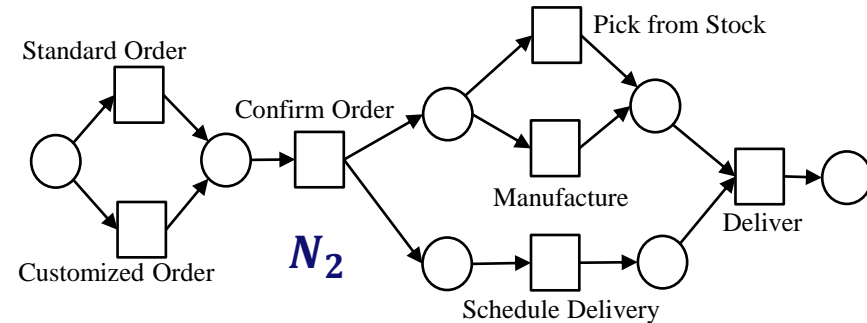 Pick from Stock
Standard Order
Confirm Order
Manufacture
Deliver
Customized Order
N₂
Schedule Delivery